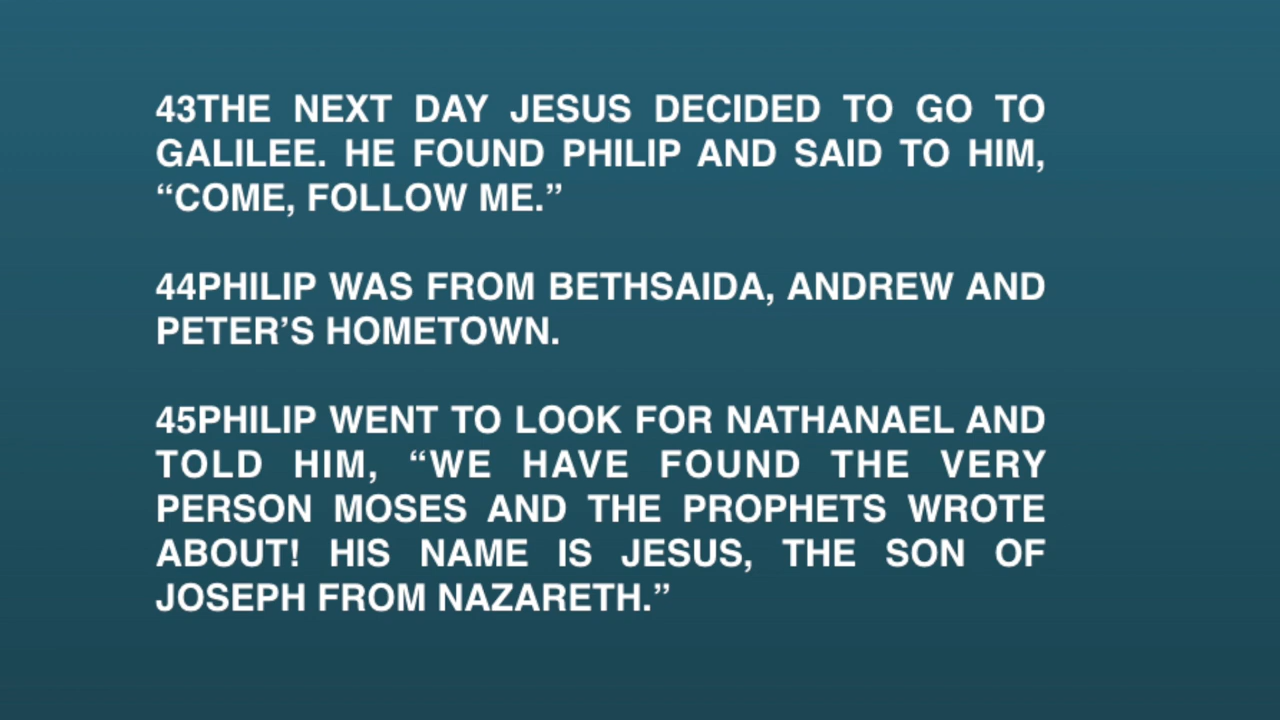 43THE NEXT DAY JESUS DECIDED TO GO TO
GALILEE. HE FOUND PHILIP AND SAID TO HIM,
“COME, FOLLOW ME.”
44PHILIP WAS FROM BETHSAIDA, ANDREW AND
PETER’S HOMETOWN.
45PHILIP WENT TO LOOK FOR NATHANAEL AND
TOLD HIM, “WE HAVE FOUND THE VERY
PERSON MOSES AND THE PROPHETS WROTE
ABOUT! HIS NAME IS JESUS, THE SON OF
JOSEPH FROM NAZARETH.”